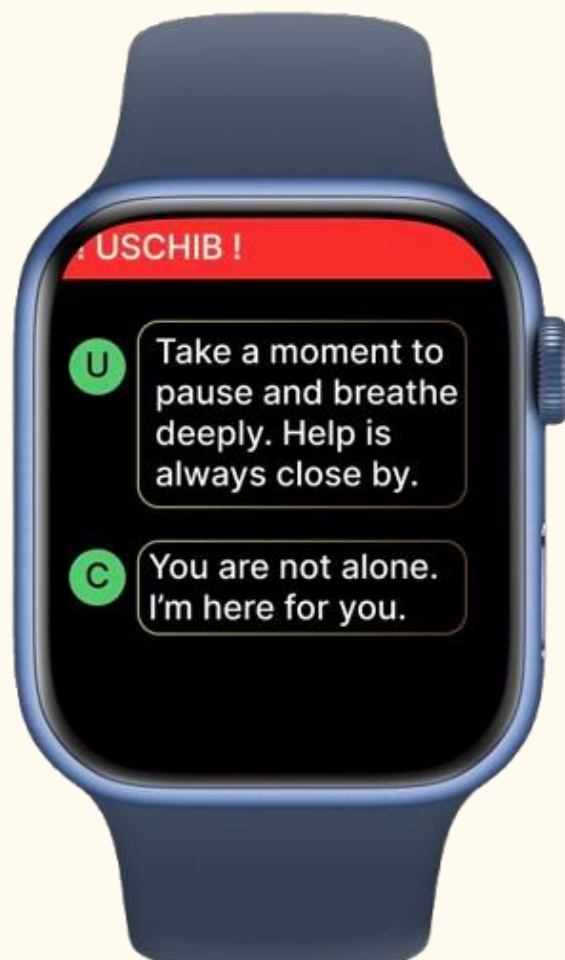 ! USCHIB !
U
Take a moment to
pause and breathe
deeply. Help is
always close by.
C
You are not alone.
I'm here for you.